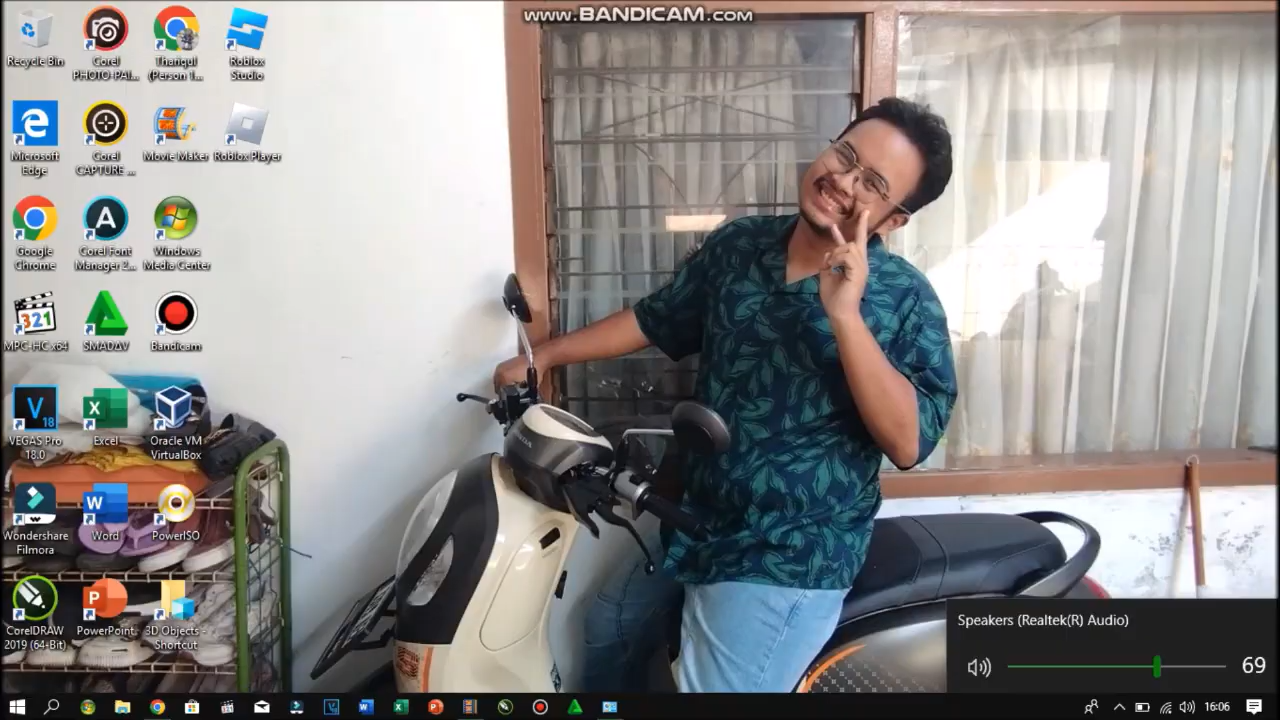 www.BANDICAM.com
Recycle Bin
Corel
PHOTO-PAI...
Thariqul
(Person 1...
Roblox
Studio
Microsoft
Edge
Corel
CAPTURE ...
Movie Maker
Roblox Player
Google
Chrome
Corel Font
Manager 2...
Windows
Media Center
321
MPC-HC x64
SMADAV
Bandicam
V
18
VEGAS Pro
18.0
Excel
Oracle VM
VirtualBox
Wondershare
Filmora
Word
PowerISO
CorelDRAW
2019 (64-Bit)
PowerPoint
3D Objects -
Shortcut
Speakers (Realtek(R) Audio)
69
16:06